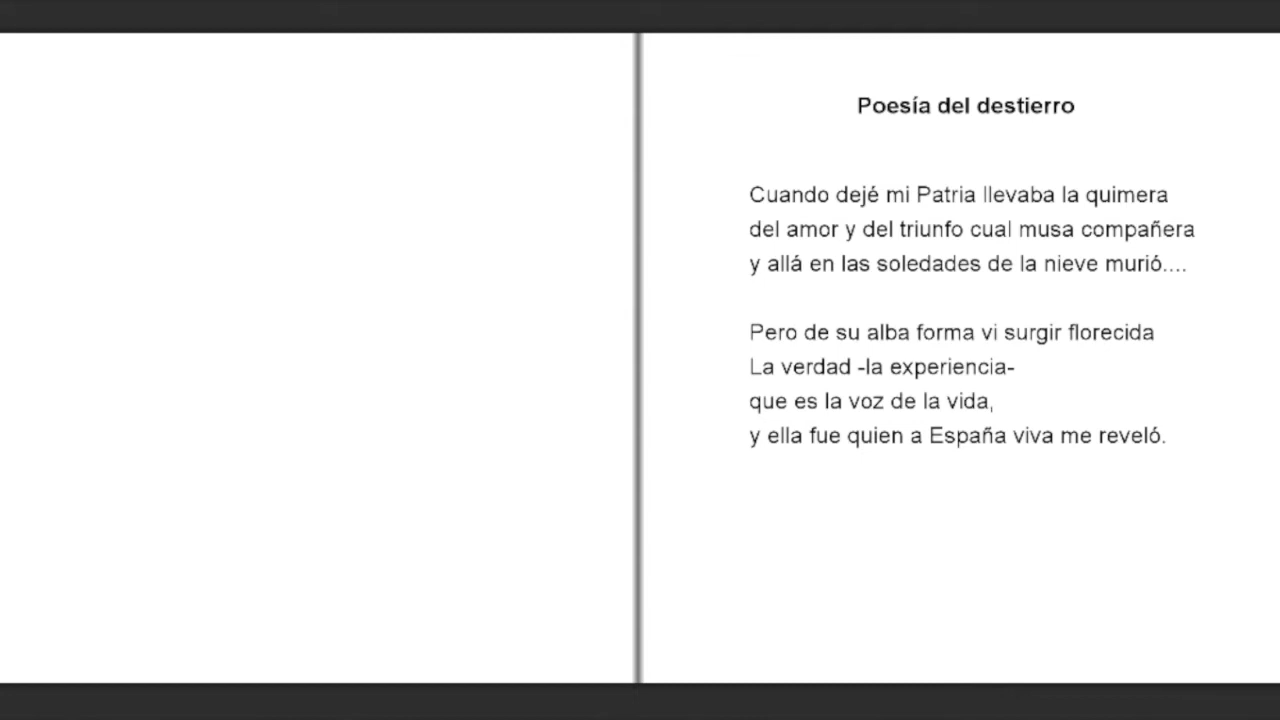 Poesía del destierro
Cuando dejé mi Patria llevaba la quimera
del amor y del triunfo cual musa compañera
y allá en las soledades de la nieve murió....
Pero de su alba forma vi surgir florecida
La verdad -la experiencia-
que es la voz de la vida,
y ella fue quien a España viva me reveló.